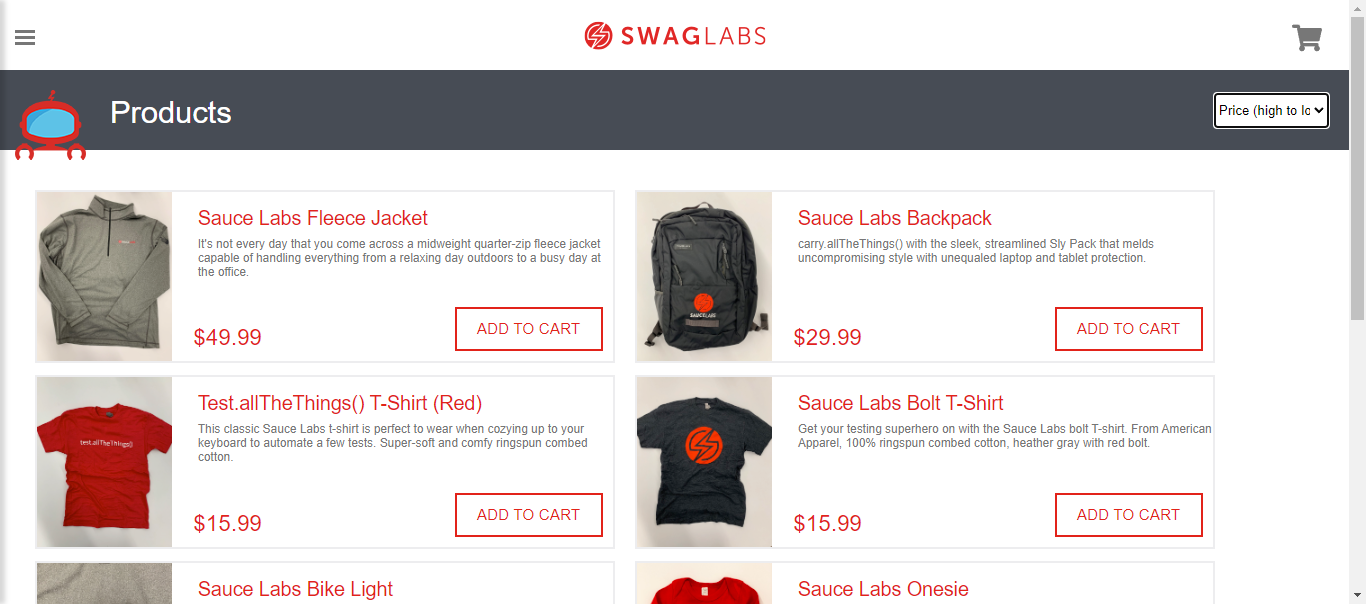 SWAGLABS
Products
Price (high to lo
Sauce Labs Fleece Jacket
It's not every day that you come across a midweight quarter-zip fleece jacket
capable of handling everything from a relaxing day outdoors to a busy day at
the office.
$49.99
ADD TO CART
Sauce Labs Backpack
carry.allTheThings() with the sleek, streamlined Sly Pack that melds
uncompromising style with unequaled laptop and tablet protection.
SAUCELABS
$29.99
ADD TO CART
Test.allTheThings() T-Shirt (Red)
This classic Sauce Labs t-shirt is perfect to wear when cozying up to your
keyboard to automate a few tests. Super-soft and comfy ringspun combed
cotton.
test.allTheThings()
$15.99
ADD TO CART
Sauce Labs Bolt T-Shirt
Get your testing superhero on with the Sauce Labs bolt T-shirt. From American
Apparel, 100% ringspun combed cotton, heather gray with red bolt.
$15.99
ADD TO CART
Sauce Labs Bike Light
Sauce Labs Onesie